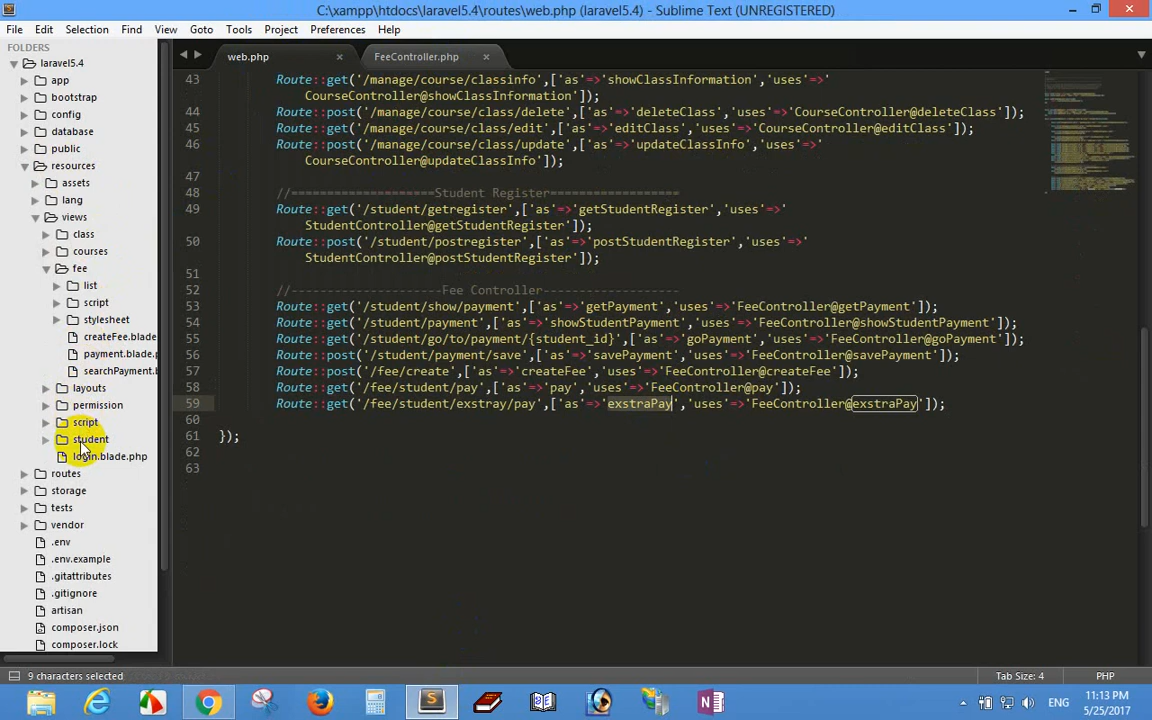 C:\xampp\htdocs\laravel5.4\routes\web.php (laravel5.4) - Sublime Text (UNREGISTERED)
File Edit Selection Find View Goto Tools Project Preferences Help
FOLDERS
laravel5.4
app
bootstrap
config
database
public
resources
assets
lang
views
class
courses
fee
list
script
stylesheet
createFee.blade
payment.blade.p
searchPayment.b
layouts
permission
script
student
login.blade.php
routes
storage
tests
vendor
.env
.env.example
.gitattributes
.gitignore
artisan
composer.json
composer.lock
web.php
FeeController.php
43 Route::get('/manage/course/classinfo',['as'=>'showClassInformation','uses'=>'
CourseController@showClassInformation']);
44 Route::post('/manage/course/class/delete',['as'=>'deleteClass','uses'=>'CourseController@deleteClass']);
45 Route::get('/manage/course/class/edit',['as'=>'editClass','uses'=>'CourseController@editClass']);
46 Route::post('/manage/course/class/update',['as'=>'updateClassInfo','uses'=>'
CourseController@updateClassInfo']);
47
48 //====================Student Register==================
49 Route::get('/student/getregister',['as'=>'getStudentRegister','uses'=>'
StudentController@getStudentRegister']);
50 Route::post('/student/postregister',['as'=>'postStudentRegister','uses'=>'
StudentController@postStudentRegister']);
51
52 //---------------------Fee Controller-------------------
53 Route::get('/student/show/payment',['as'=>'getPayment','uses'=>'FeeController@getPayment']);
54 Route::get('/student/payment',['as'=>'showStudentPayment','uses'=>'FeeController@showStudentPayment']);
55 Route::get('/student/go/to/payment/{student_id}',['as'=>'goPayment','uses'=>'FeeController@goPayment']);
56 Route::post('/student/payment/save',['as'=>'savePayment','uses'=>'FeeController@savePayment']);
57 Route::post('/fee/create',['as'=>'createFee','uses'=>'FeeController@createFee']);
58 Route::get('/fee/student/pay',['as'=>'pay','uses'=>'FeeController@pay']);
59 Route::get('/fee/student/exstray/pay',['as'=>'exstraPay','uses'=>'FeeController@exstraPay']);
60
61 });
62
63
9 characters selected
Tab Size: 4
PHP
ENG
11:13 PM
5/25/2017